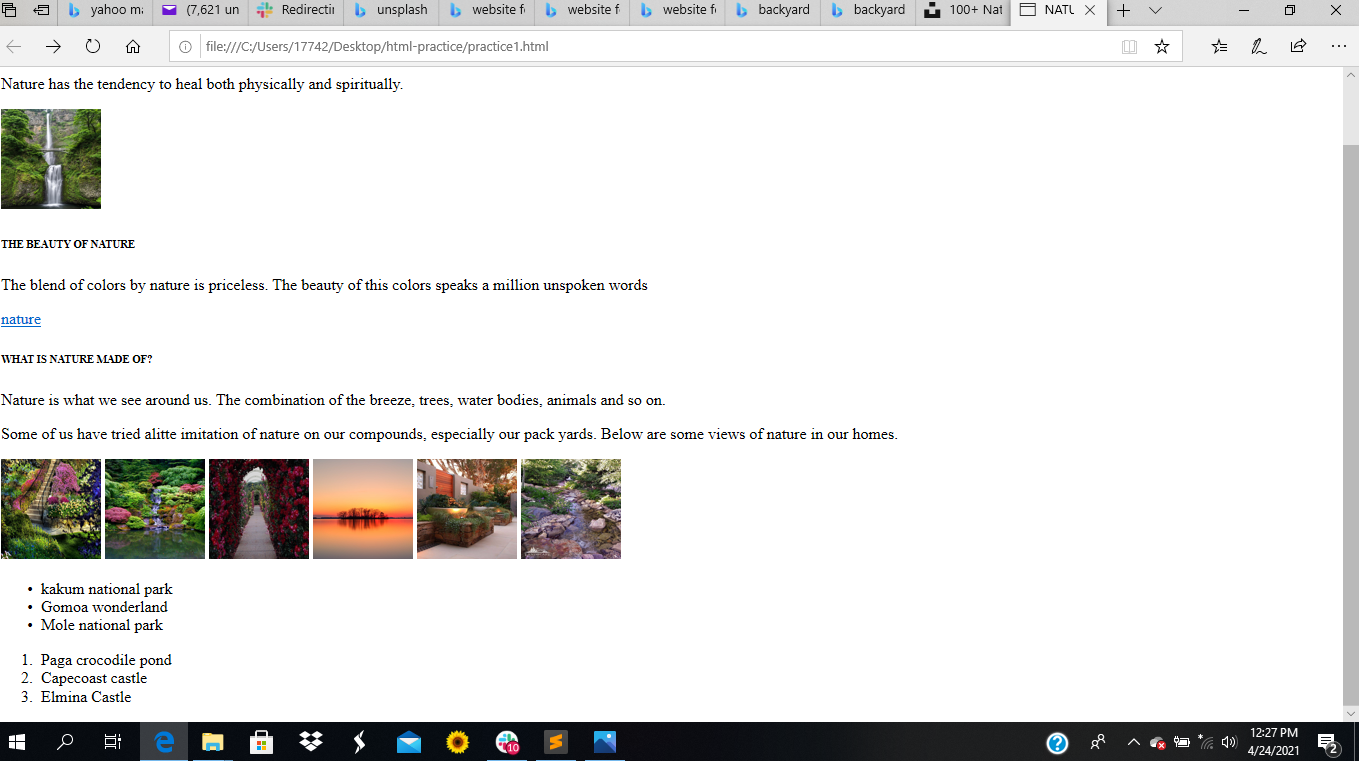 yahoo ma
(7,621 un
Redirectin
unsplash
website fo
website fo
website fo
backyard
backyard
100+ Nat
NATU
file:///C:/Users/17742/Desktop/html-practice/practice1.html
Nature has the tendency to heal both physically and spiritually.
THE BEAUTY OF NATURE
The blend of colors by nature is priceless. The beauty of this colors speaks a million unspoken words
nature
WHAT IS NATURE MADE OF?
Nature is what we see around us. The combination of the breeze, trees, water bodies, animals and so on.
Some of us have tried alitte imitation of nature on our compounds, especially our pack yards. Below are some views of nature in our homes.
• kakum national park
• Gomoa wonderland
• Mole national park
1. Paga crocodile pond
2. Capecoast castle
3. Elmina Castle
10
12:27 PM
4/24/2021
2